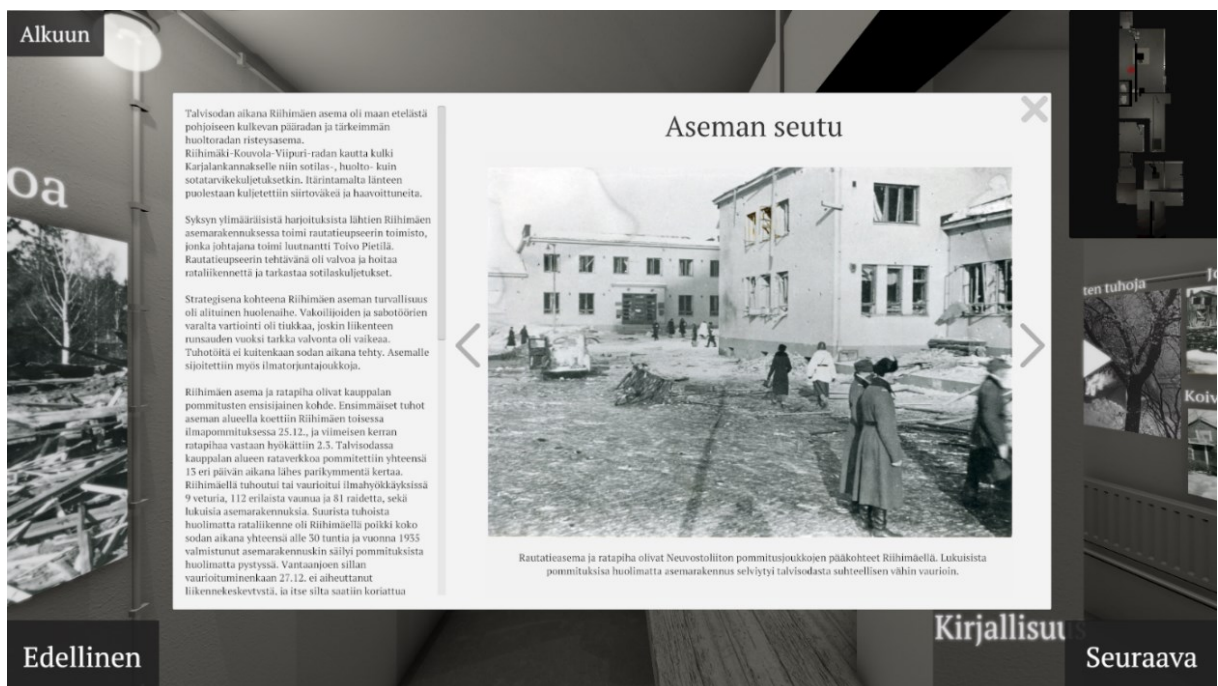 Alkuun
oa
Talvisodan aikana Riihimäen asema oli maan etelästä
pohjoiseen kulkevan pääradan ja tärkeimmän
huoltoradan risteysasema.
Riihimäki-Kouvola-Viipuri-radan kautta kulki
Karjalankannakselle niin sotilas-, huolto- kuin
sotatarvikekuljetuksetkin. Itärintamalta länteen
puolestaan kuljetettiin siirtoväkeä ja haavoittuneita.
Syksyn ylimääräisistä harjoituksista lähtien Riihimäen
asemarakennuksessa toimi rautatieupseerin toimisto,
jonka johtajana toimi luutnantti Toivo Pietilä.
Rautatieupseerin tehtävänä oli valvoa ja hoitaa
rataliikennettä ja tarkastaa sotilaskuljetukset.
Strategisena kohteena Riihimäen aseman turvallisuus
oli alituinen huolenaihe. Vakoilijoiden ja sabotöörien
varalta vartiointi oli tiukkaa, joskin liikenteen
runsauden vuoksi tarkka valvonta oli vaikeaa.
Tuhotöitä ei kuitenkaan sodan aikana tehty. Asemalle
sijoitettiin myös ilmatorjuntajoukkoja.
Riihimäen asema ja ratapiha olivat kauppalan
pommitusten ensisijainen kohde. Ensimmäiset tuhot
aseman alueella koettiin Riihimäen toisessa
ilmapommituksessa 25.12., ja viimeisen kerran
ratapihaa vastaan hyökättiin 2.3. Talvisodassa
kauppalan alueen rataverkkoa pommitettiin yhteensä
13 eri päivän aikana lähes parikymmentä kertaa.
Riihimäellä tuhoutui tai vaurioitui ilmahyökkäyksissä
9 veturia, 112 erilaista vaunua ja 81 raidetta, sekä
lukuisia asemarakennuksia. Suurista tuhoista
huolimatta rataliikenne oli Riihimäellä poikki koko
sodan aikana yhteensä alle 30 tuntia ja vuonna 1935
valmistunut asemarakennuskin säilyi pommituksista
huolimatta pystyssä. Vantaanjoen sillan
vaurioituminenkaan 27.12. ei aiheuttanut
liikennekeskeytystä, ja itse silta saatiin korjattua
Aseman seutu
Rautatieasema ja ratapiha olivat Neuvostoliiton pommitusjoukkojen pääkohteet Riihimäellä. Lukuisista
pommituksisa huolimatta asemarakennus selviytyi talvisodasta suhteellisen vähin vaurioin.
ten tuhoja
Jo
Koiv
Kirjallisuus
Edellinen
Seuraava